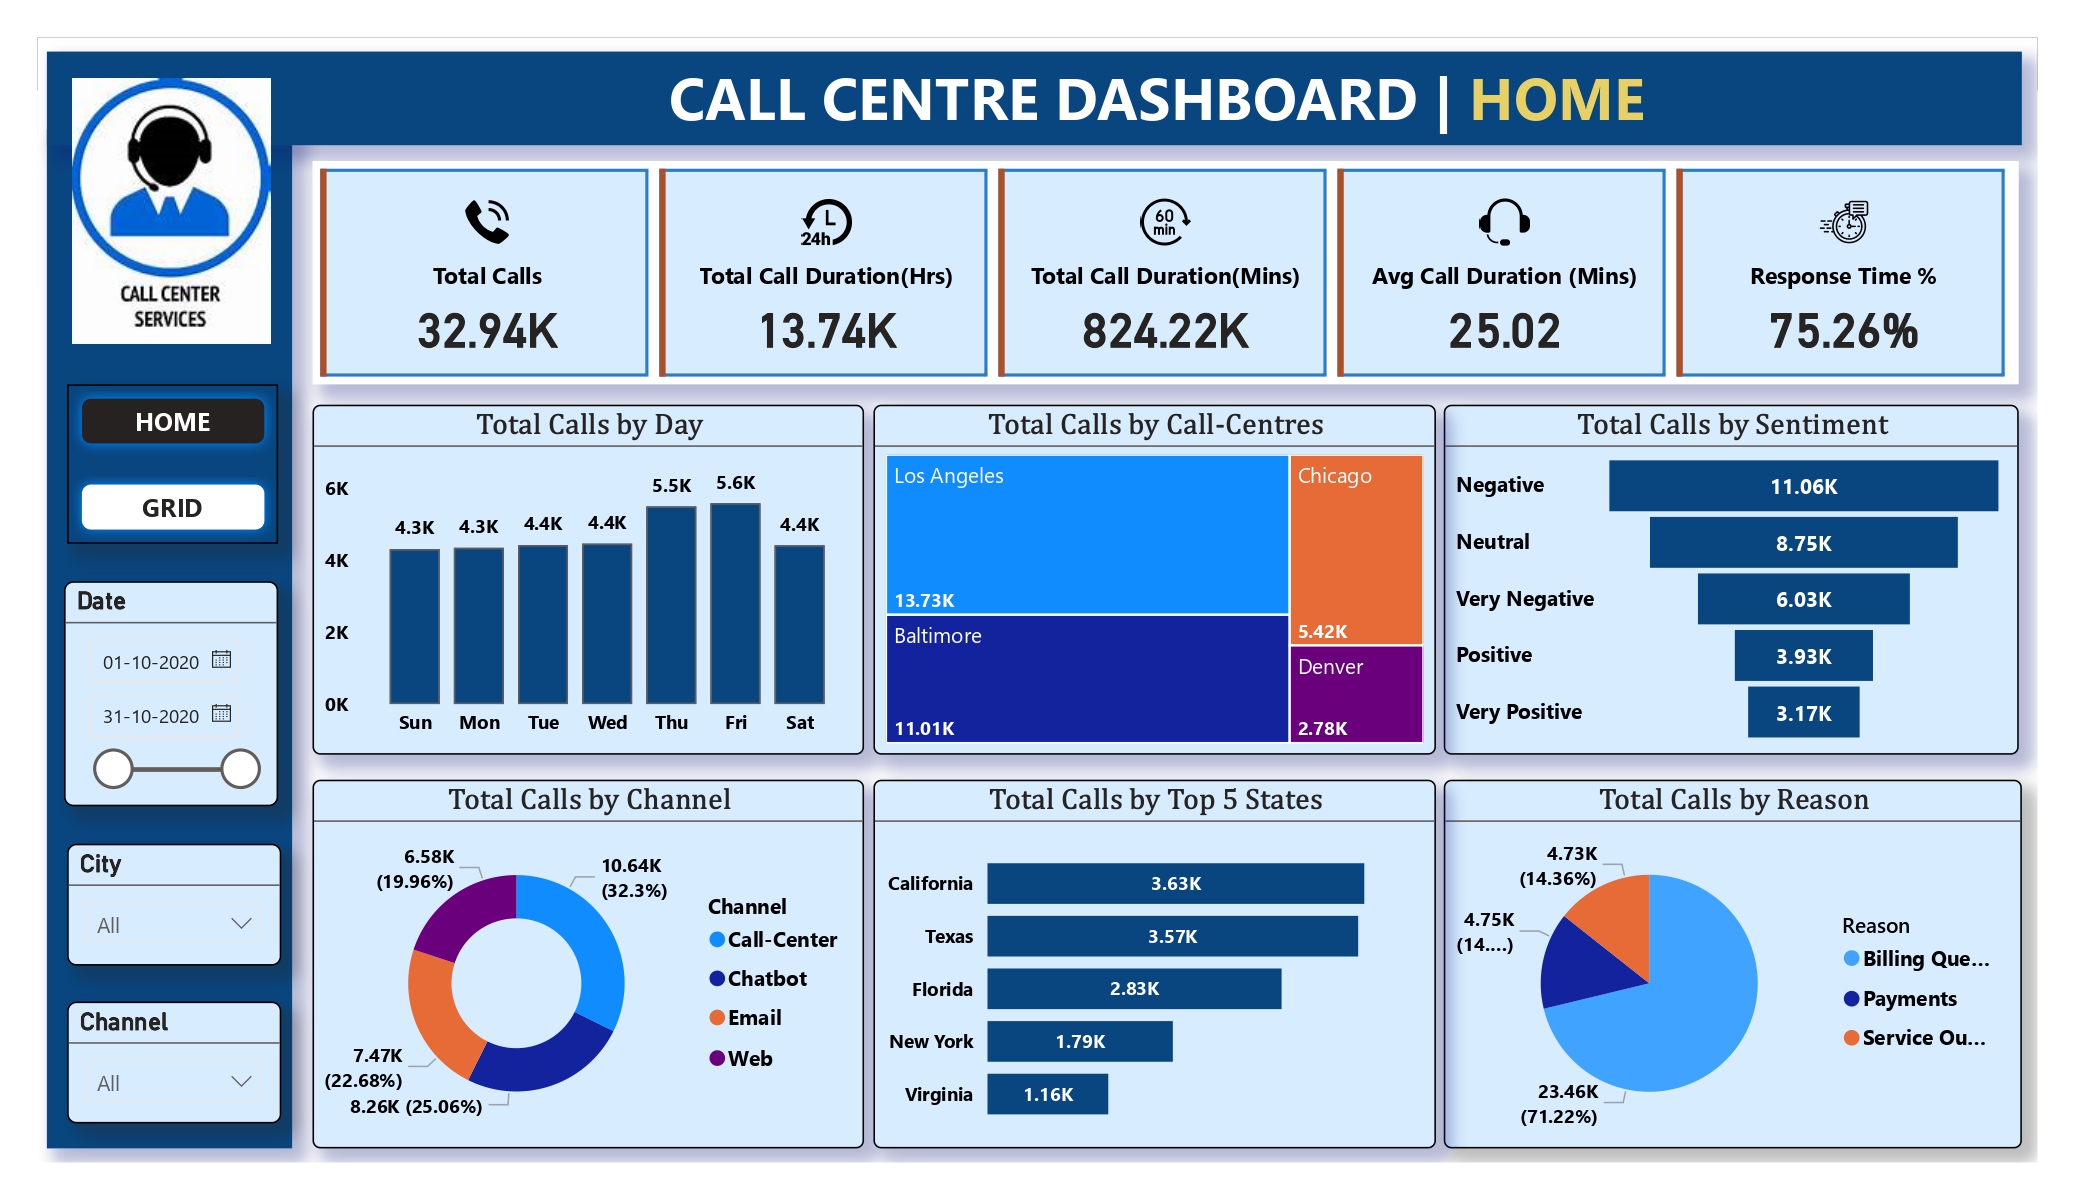 CALL CENTRE DASHBOARD | HOME
CALL CENTER
SERVICES
HOME
GRID
Date
01-10-2020
31-10-2020
City
All
Channel
All
24h
60
min
Total Calls
32.94K
Total Call Duration(Hrs)
13.74K
Total Call Duration(Mins)
824.22K
Avg Call Duration (Mins)
25.02
Response Time %
75.26%
Total Calls by Day
6K
4K
2K
0K
4.3K
4.3K
4.4K
4.4K
5.5K
5.6K
4.4K
Sun
Mon
Tue
Wed
Thu
Fri
Sat
Total Calls by Call-Centres
Los Angeles
13.73K
Baltimore
11.01K
Chicago
5.42K
Denver
2.78K
Total Calls by Sentiment
Negative
11.06K
Neutral
8.75K
Very Negative
6.03K
Positive
3.93K
Very Positive
3.17K
Total Calls by Channel
6.58K
(19.96%)
10.64K
(32.3%)
7.47K
(22.68%)
8.26K (25.06%)
Channel
Call-Center
Chatbot
Email
Web
Total Calls by Top 5 States
California
3.63K
Texas
3.57K
Florida
2.83K
New York
1.79K
Virginia
1.16K
Total Calls by Reason
4.73K
(14.36%)
4.75K
(14....)
23.46K
(71.22%)
Reason
Billing Que...
Payments
Service Ou...